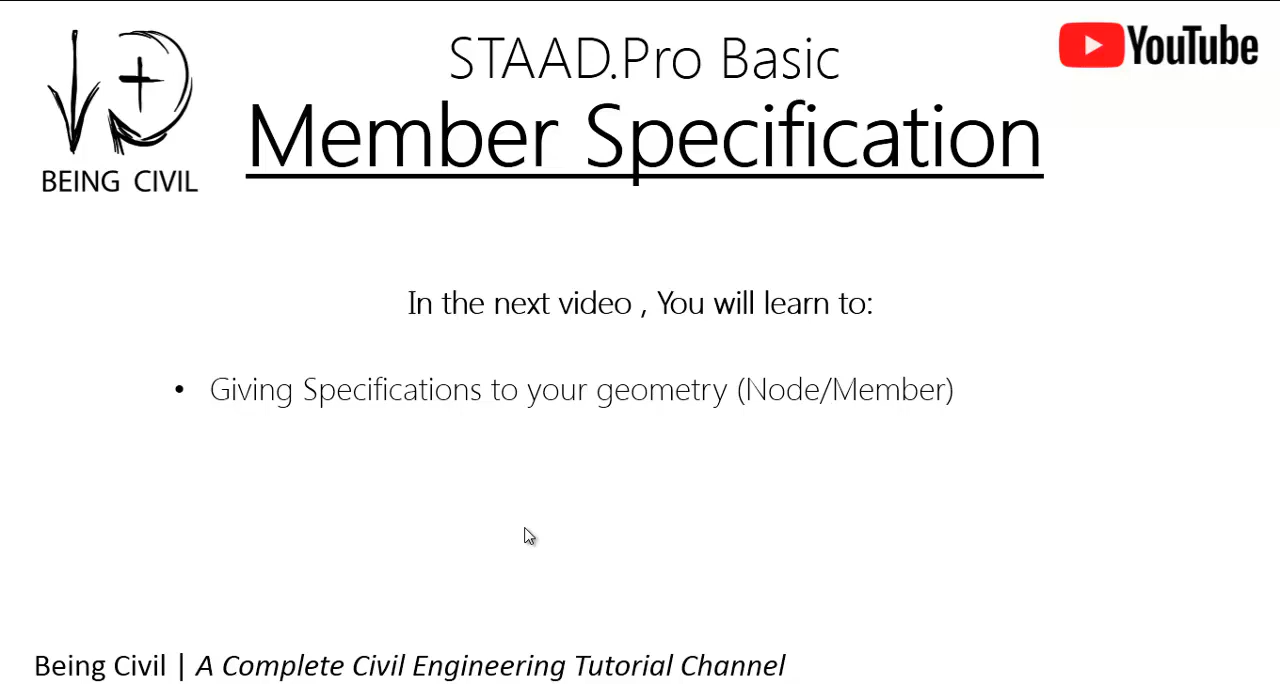 BEING CIVIL
STAAD.Pro Basic
Member Specification
YouTube
In the next video , You will learn to:
• Giving Specifications to your geometry (Node/Member)
Being Civil | A Complete Civil Engineering Tutorial Channel